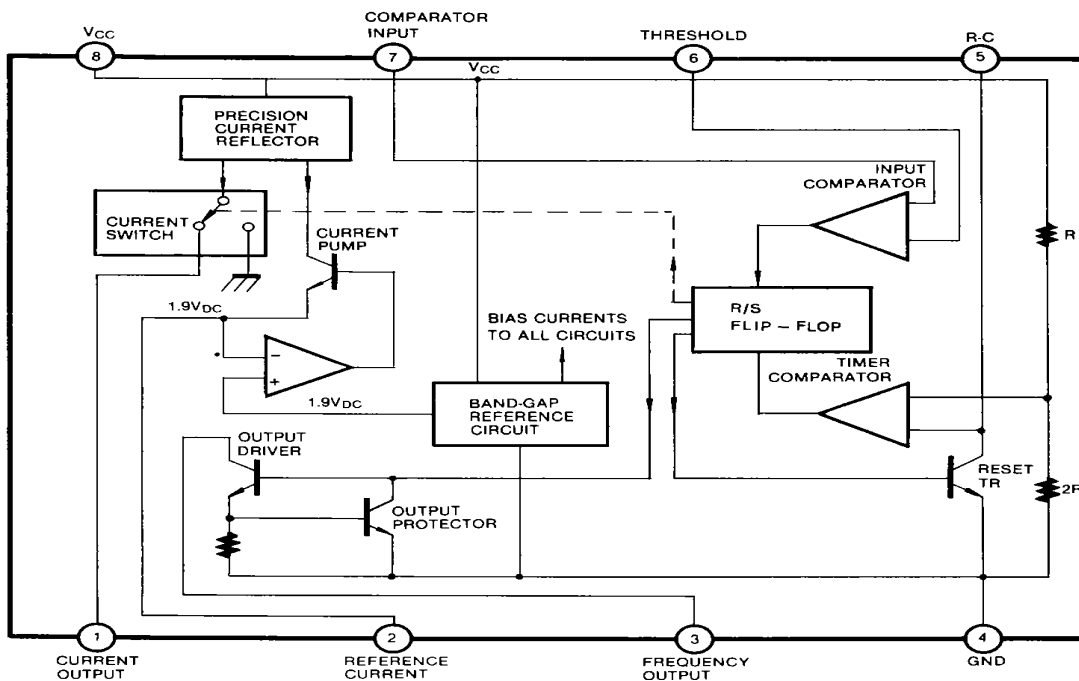 VCC
COMPARATOR
INPUT
THRESHOLD
R-C
8
7
6
5
VCC
PRECISION
CURRENT
REFLECTOR
INPUT
COMPARATOR
CURRENT
SWITCH
CURRENT
PUMP
R
1.9VDC
BIAS CURRENTS
TO ALL CIRCUITS
R/S
FLIP – FLOP
TIMER
COMPARATOR
−
+
1.9VDC
BAND-GAP
REFERENCE
CIRCUIT
OUTPUT
DRIVER
RESET
TR
2R
OUTPUT
PROTECTOR
1
2
3
4
CURRENT
OUTPUT
REFERENCE
CURRENT
FREQUENCY
OUTPUT
GND